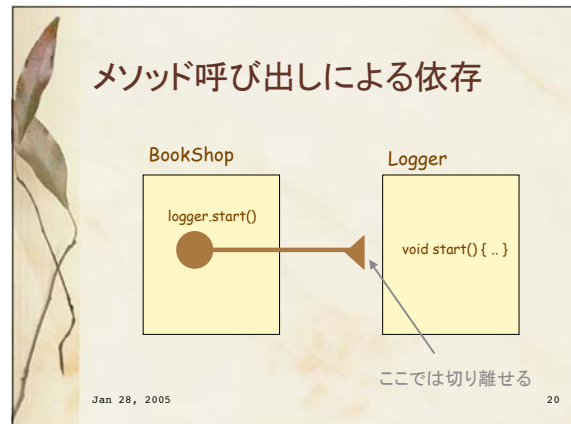 メソッド呼び出しによる依存
BookShop
Logger
logger.start()
void start() { .. }
ここでは切り離せる
Jan 28, 2005
20